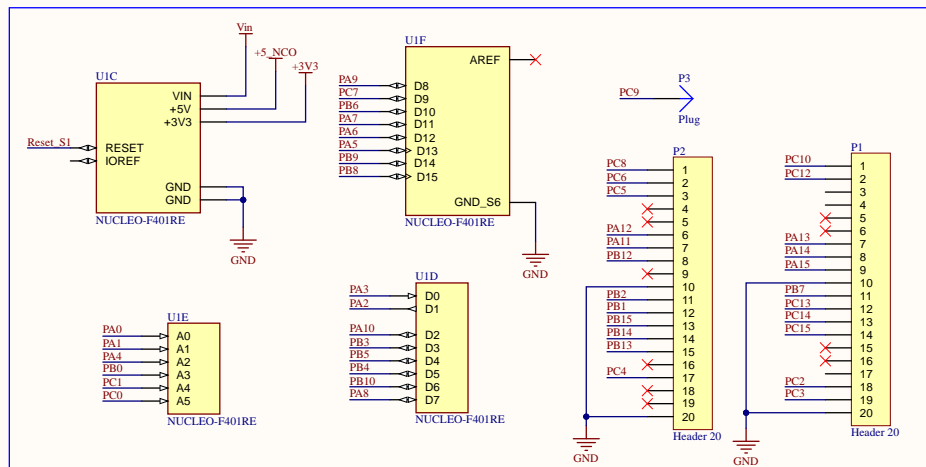 Vin
+5_NCO
+3V3
U1C
VIN
+5V
+3V3
Reset_S1
RESET
IOREF
GND
GND
NUCLEO-F401RE
GND
U1F
AREF
PA9 D8
PC7 D9
PB6 D10
PA7 D11
PA6 D12
PA5 D13
PB9 D14
PB8 D15
GND_S6
NUCLEO-F401RE
GND
P3
PC9
Plug
U1E
PA0 A0
PA1 A1
PA4 A2
PB0 A3
PC1 A4
PC0 A5
NUCLEO-F401RE
U1D
PA3 D0
PA2 D1
PA10 D2
PB3 D3
PB5 D4
PB4 D5
PB10 D6
PA8 D7
NUCLEO-F401RE
P2
PC8 1
PC6 2
PC5 3
4
5
PA12 6
PA11 7
PB12 8
9
10
PB2 11
PB1 12
PB15 13
PB14 14
PB13 15
16
PC4 17
18
19
20
Header 20
GND
P1
PC10 1
PC12 2
3
4
5
6
PA13 7
PA14 8
PA15 9
10
PB7 11
PC13 12
PC14 13
PC15 14
15
16
17
PC2 18
PC3 19
20
Header 20
GND